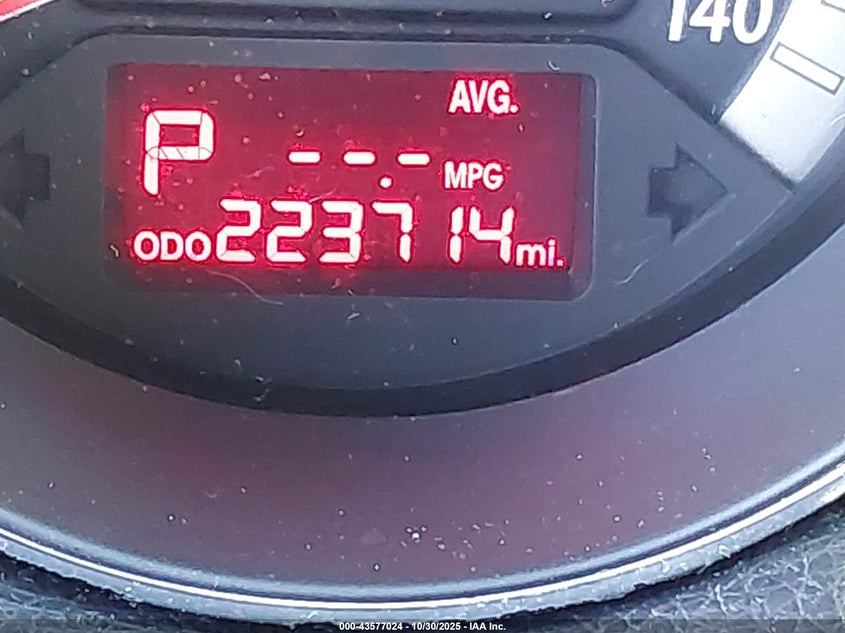 140
AVG.
P --.- MPG
ODO 223714 mi.
000-43577024 - 10/30/2025 - IAA Inc.